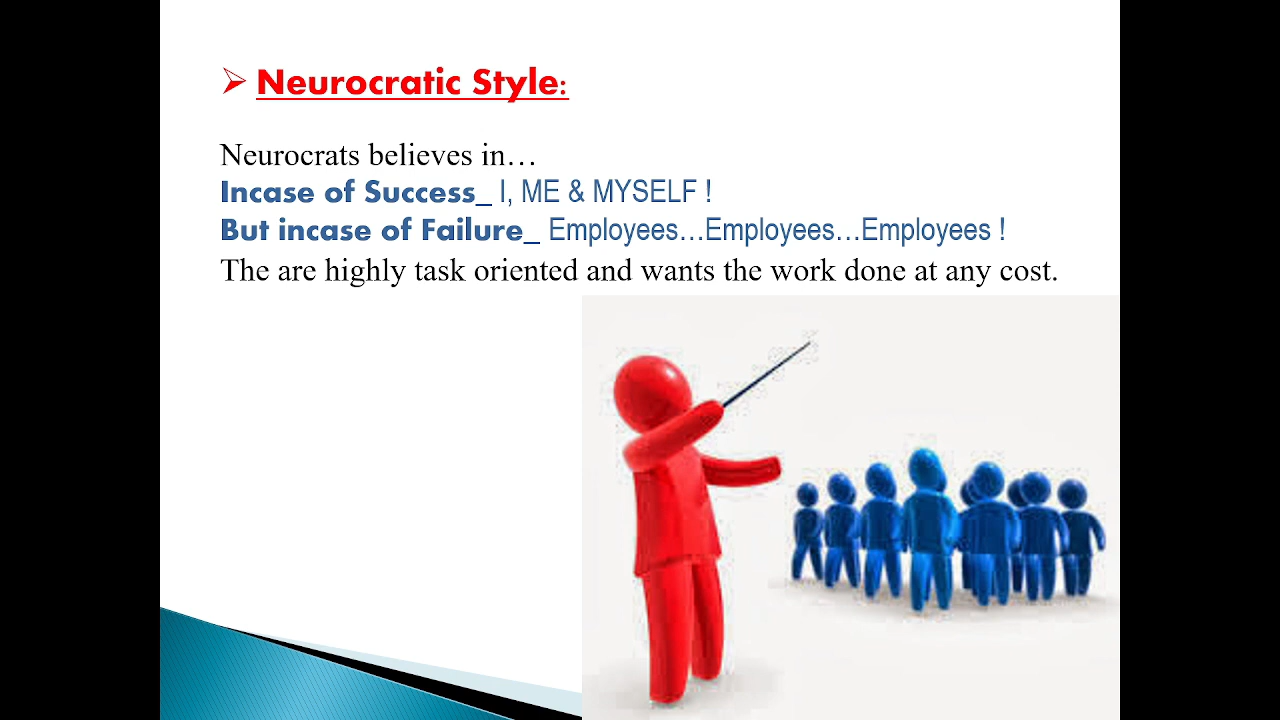 Neurocratic Style:
Neurocrats believes in…
Incase of Success_ I, ME & MYSELF !
But incase of Failure_ Employees…Employees…Employees !
The are highly task oriented and wants the work done at any cost.